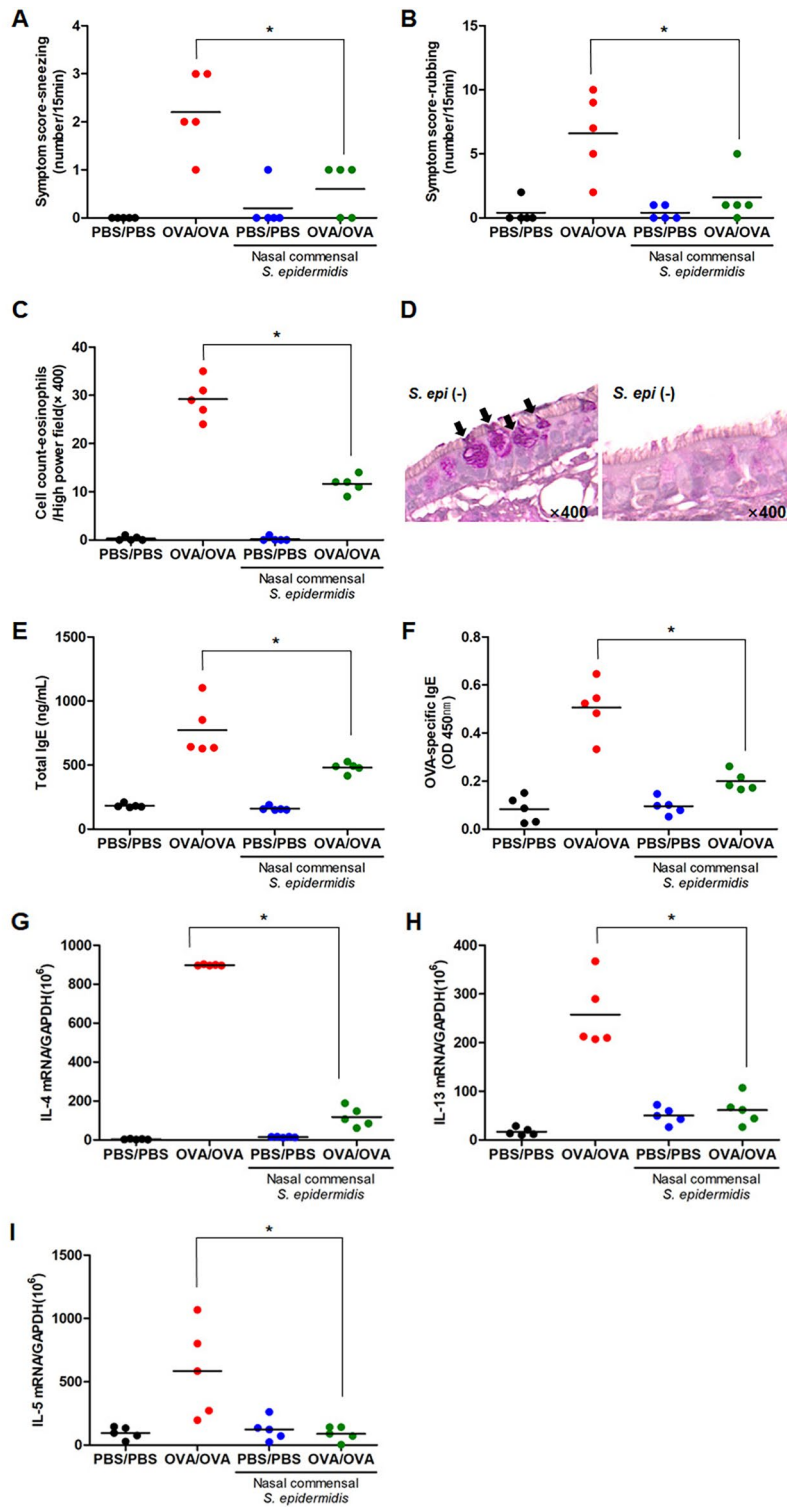 A
Symptom score-sneezing
(number/15min)
4
3
2
1
0
*
PBS/PBS OVA/OVA PBS/PBS OVA/OVA
Nasal commensal
S. epidermidis
B
Symptom score-rubbing
(number/15min)
15
10
5
0
*
PBS/PBS OVA/OVA PBS/PBS OVA/OVA
Nasal commensal
S. epidermidis
C
Cell count-eosinophils
/High power field(× 400)
40
30
20
10
0
*
PBS/PBS OVA/OVA PBS/PBS OVA/OVA
Nasal commensal
S. epidermidis
D
S. epi (-)
×400
S. epi (-)
×400
E
Total IgE (ng/mL)
1500
1000
500
0
*
PBS/PBS OVA/OVA PBS/PBS OVA/OVA
Nasal commensal
S. epidermidis
F
OVA-specific IgE
(OD 450㎚)
0.8
0.6
0.4
0.2
0.0
*
PBS/PBS OVA/OVA PBS/PBS OVA/OVA
Nasal commensal
S. epidermidis
G
IL-4 mRNA/GAPDH(10⁶)
1000
800
600
400
200
0
*
PBS/PBS OVA/OVA PBS/PBS OVA/OVA
Nasal commensal
S. epidermidis
H
IL-13 mRNA/GAPDH(10⁶)
400
300
200
100
0
*
PBS/PBS OVA/OVA PBS/PBS OVA/OVA
Nasal commensal
S. epidermidis
I
IL-5 mRNA/GAPDH(10⁶)
1500
1000
500
0
*
PBS/PBS OVA/OVA PBS/PBS OVA/OVA
Nasal commensal
S. epidermidis